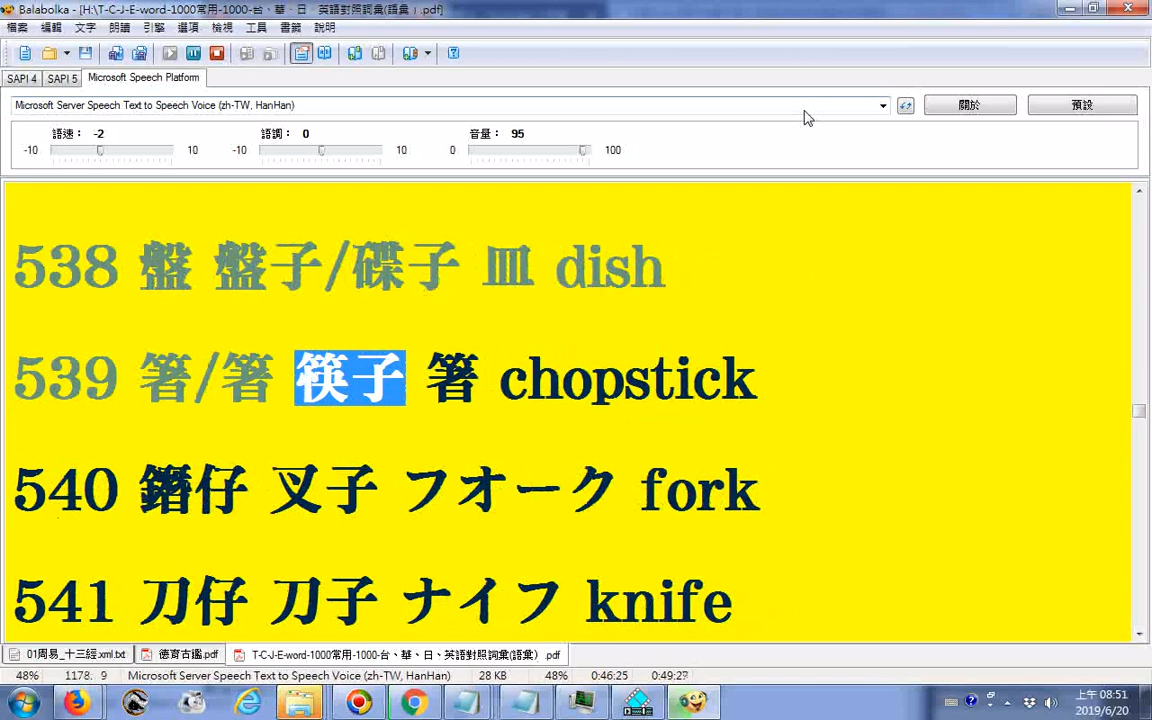 Balabolka - [H:\T-C-J-E-word-1000常用-1000-台、華、日、英語對照詞彙(語彙).pdf]
檔案 編輯 文字 朗讀 引擎 選項 檢視 工具 書籤 說明
SAPI 4 SAPI 5 Microsoft Speech Platform
Microsoft Server Speech Text to Speech Voice (zh-TW, HanHan) 關於 預設
語速： -2 語調： 0 音量： 95
-10 10 -10 10 0 100
538 盤 盤子/碟子 皿 dish
539 箸/箸 筷子 箸 chopstick
540 鑱仔 叉子 フオーク fork
541 刀仔 刀子 ナイフ knife
01周易_十三經.xml.txt 德育古鑑.pdf T-C-J-E-word-1000常用-1000-台、華、日、英語對照詞彙(語彙) .pdf
48% 1178: 9 Microsoft Server Speech Text to Speech Voice (zh-TW, HanHan) 28 KB 48% 0:46:25 0:49:27
上午 08:51
2019/6/20